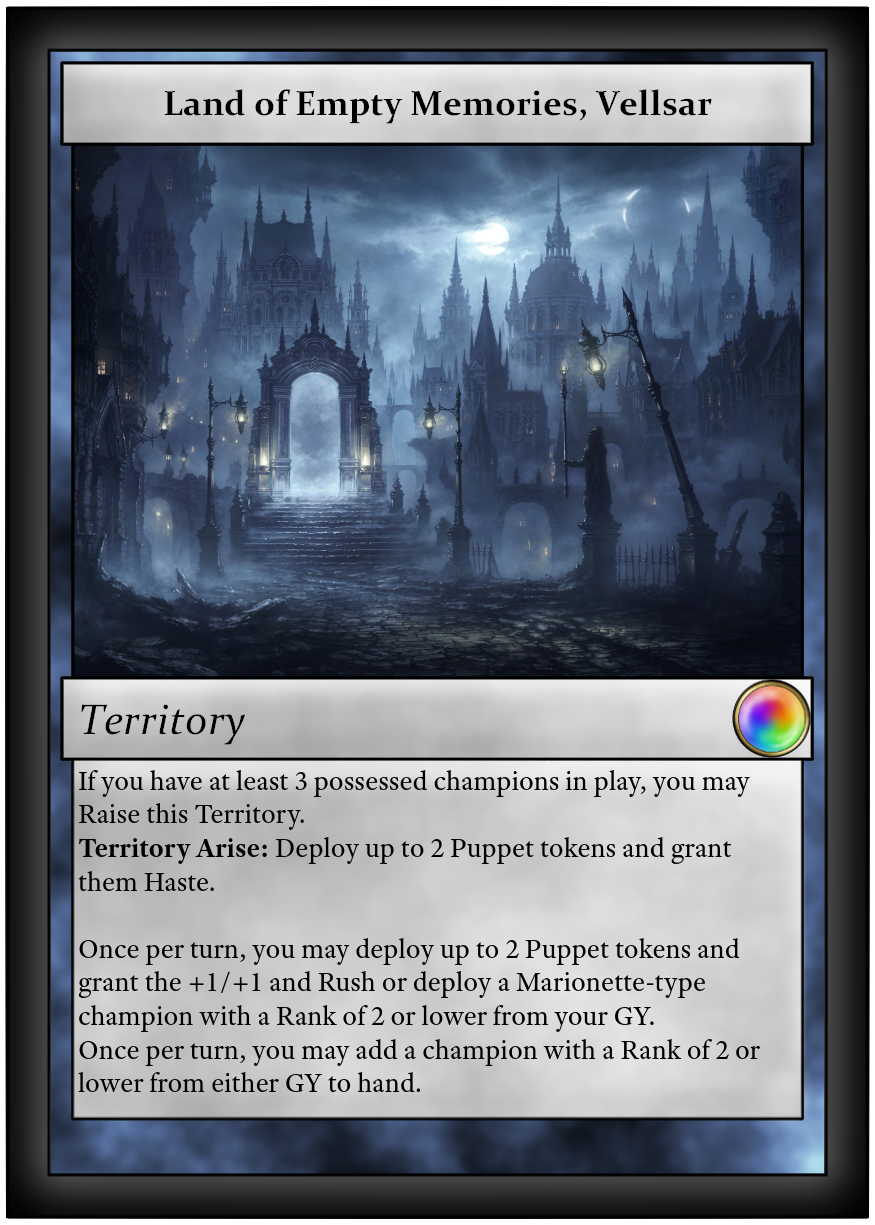 Land of Empty Memories, Vellsar
Territory
If you have at least 3 possessed champions in play, you may
Raise this Territory.
Territory Arise: Deploy up to 2 Puppet tokens and grant
them Haste.
Once per turn, you may deploy up to 2 Puppet tokens and
grant the +1/+1 and Rush or deploy a Marionette-type
champion with a Rank of 2 or lower from your GY.
Once per turn, you may add a champion with a Rank of 2 or
lower from either GY to hand.